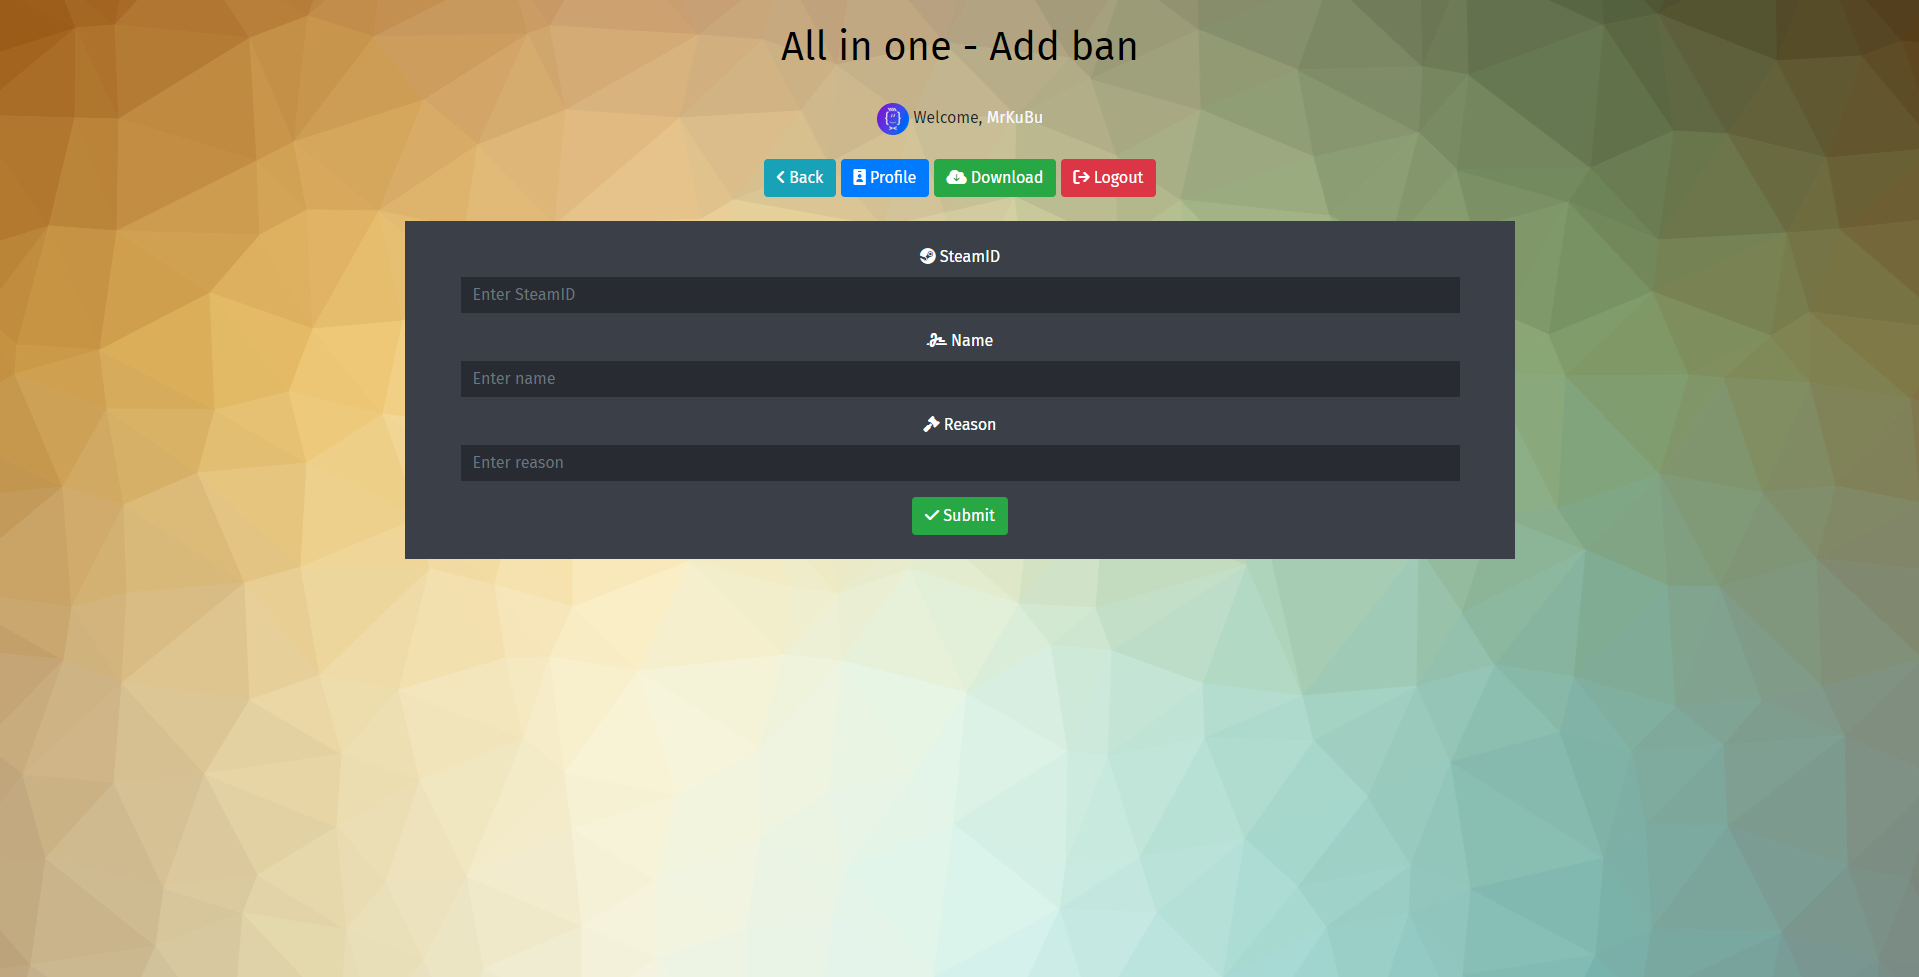 All in one - Add ban
Welcome, MrKuBu
Back Profile Download Logout
SteamID
Enter SteamID
Name
Enter name
Reason
Enter reason
Submit